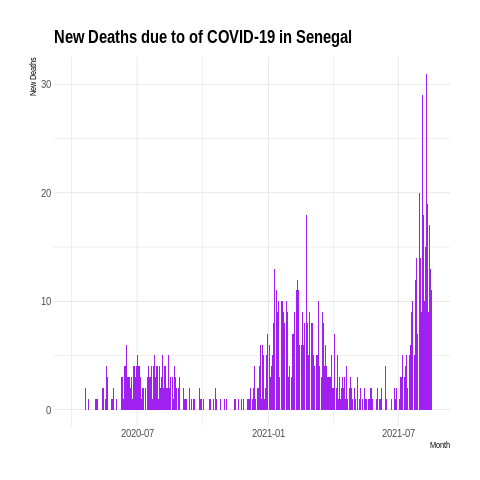 New Deaths due to of COVID-19 in Senegal
New Deaths
30
20
10
0
2020-07
2021-01
2021-07
Month